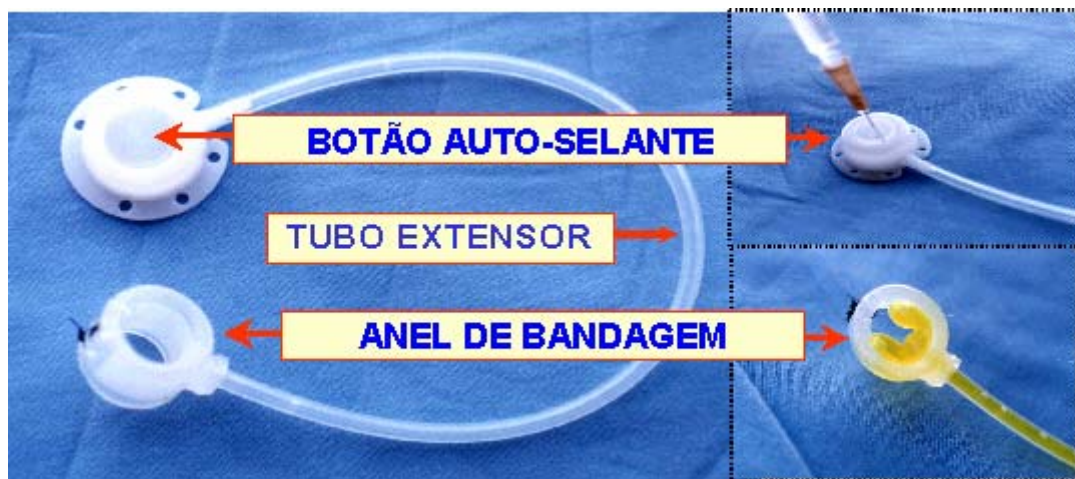 BOTÃO AUTO-SELANTE
TUBO EXTENSOR
ANEL DE BANDAGEM